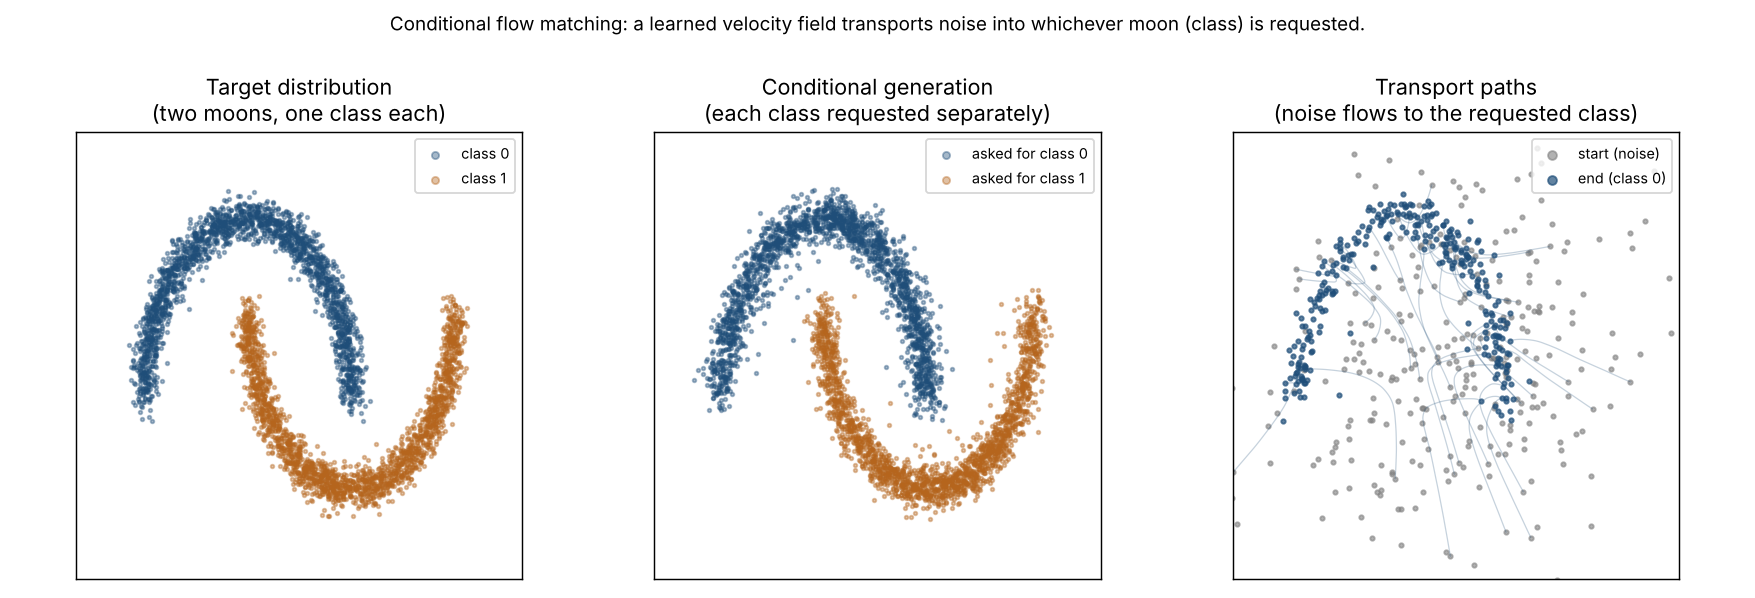 Conditional flow matching: a learned velocity field transports noise into whichever moon (class) is requested.
Target distribution
(two moons, one class each)
class 0
class 1
Conditional generation
(each class requested separately)
asked for class 0
asked for class 1
Transport paths
(noise flows to the requested class)
start (noise)
end (class 0)